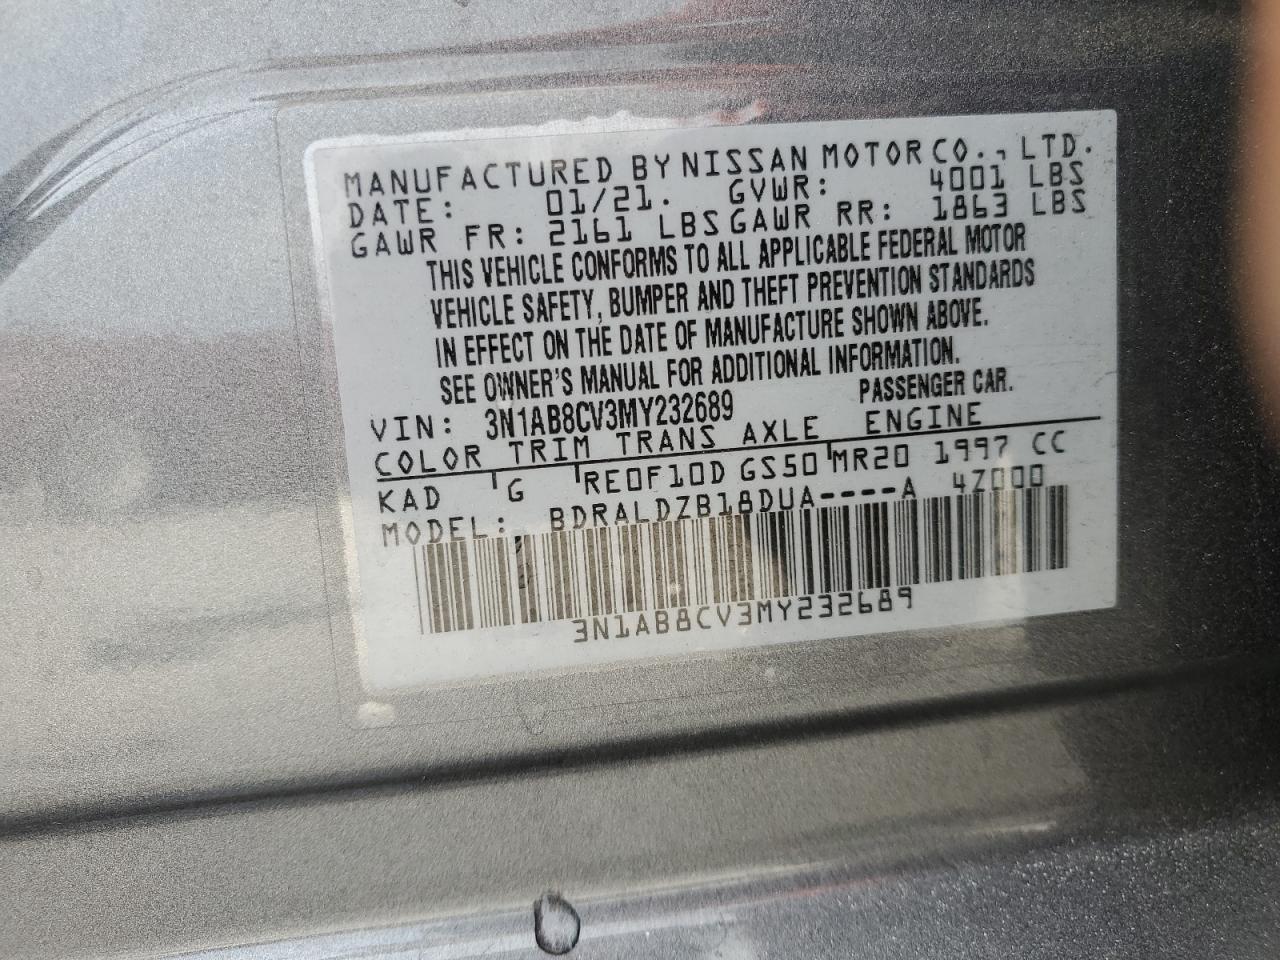 MANUFACTURED BY NISSAN MOTOR CO., LTD.
DATE: 01/21. GVWR: 4001 LBS
GAWR FR: 2161 LBS GAWR RR: 1863 LBS
THIS VEHICLE CONFORMS TO ALL APPLICABLE FEDERAL MOTOR
VEHICLE SAFETY, BUMPER AND THEFT PREVENTION STANDARDS
IN EFFECT ON THE DATE OF MANUFACTURE SHOWN ABOVE.
SEE OWNER'S MANUAL FOR ADDITIONAL INFORMATION.
VIN: 3N1AB8CV3MY232689 PASSENGER CAR.
COLOR TRIM TRANS AXLE ENGINE
KAD G RE0F10D GS50 MR20 1997 CC
MODEL: BDRALDZB18DUA----A 4Z000
3N1AB8CV3MY232689